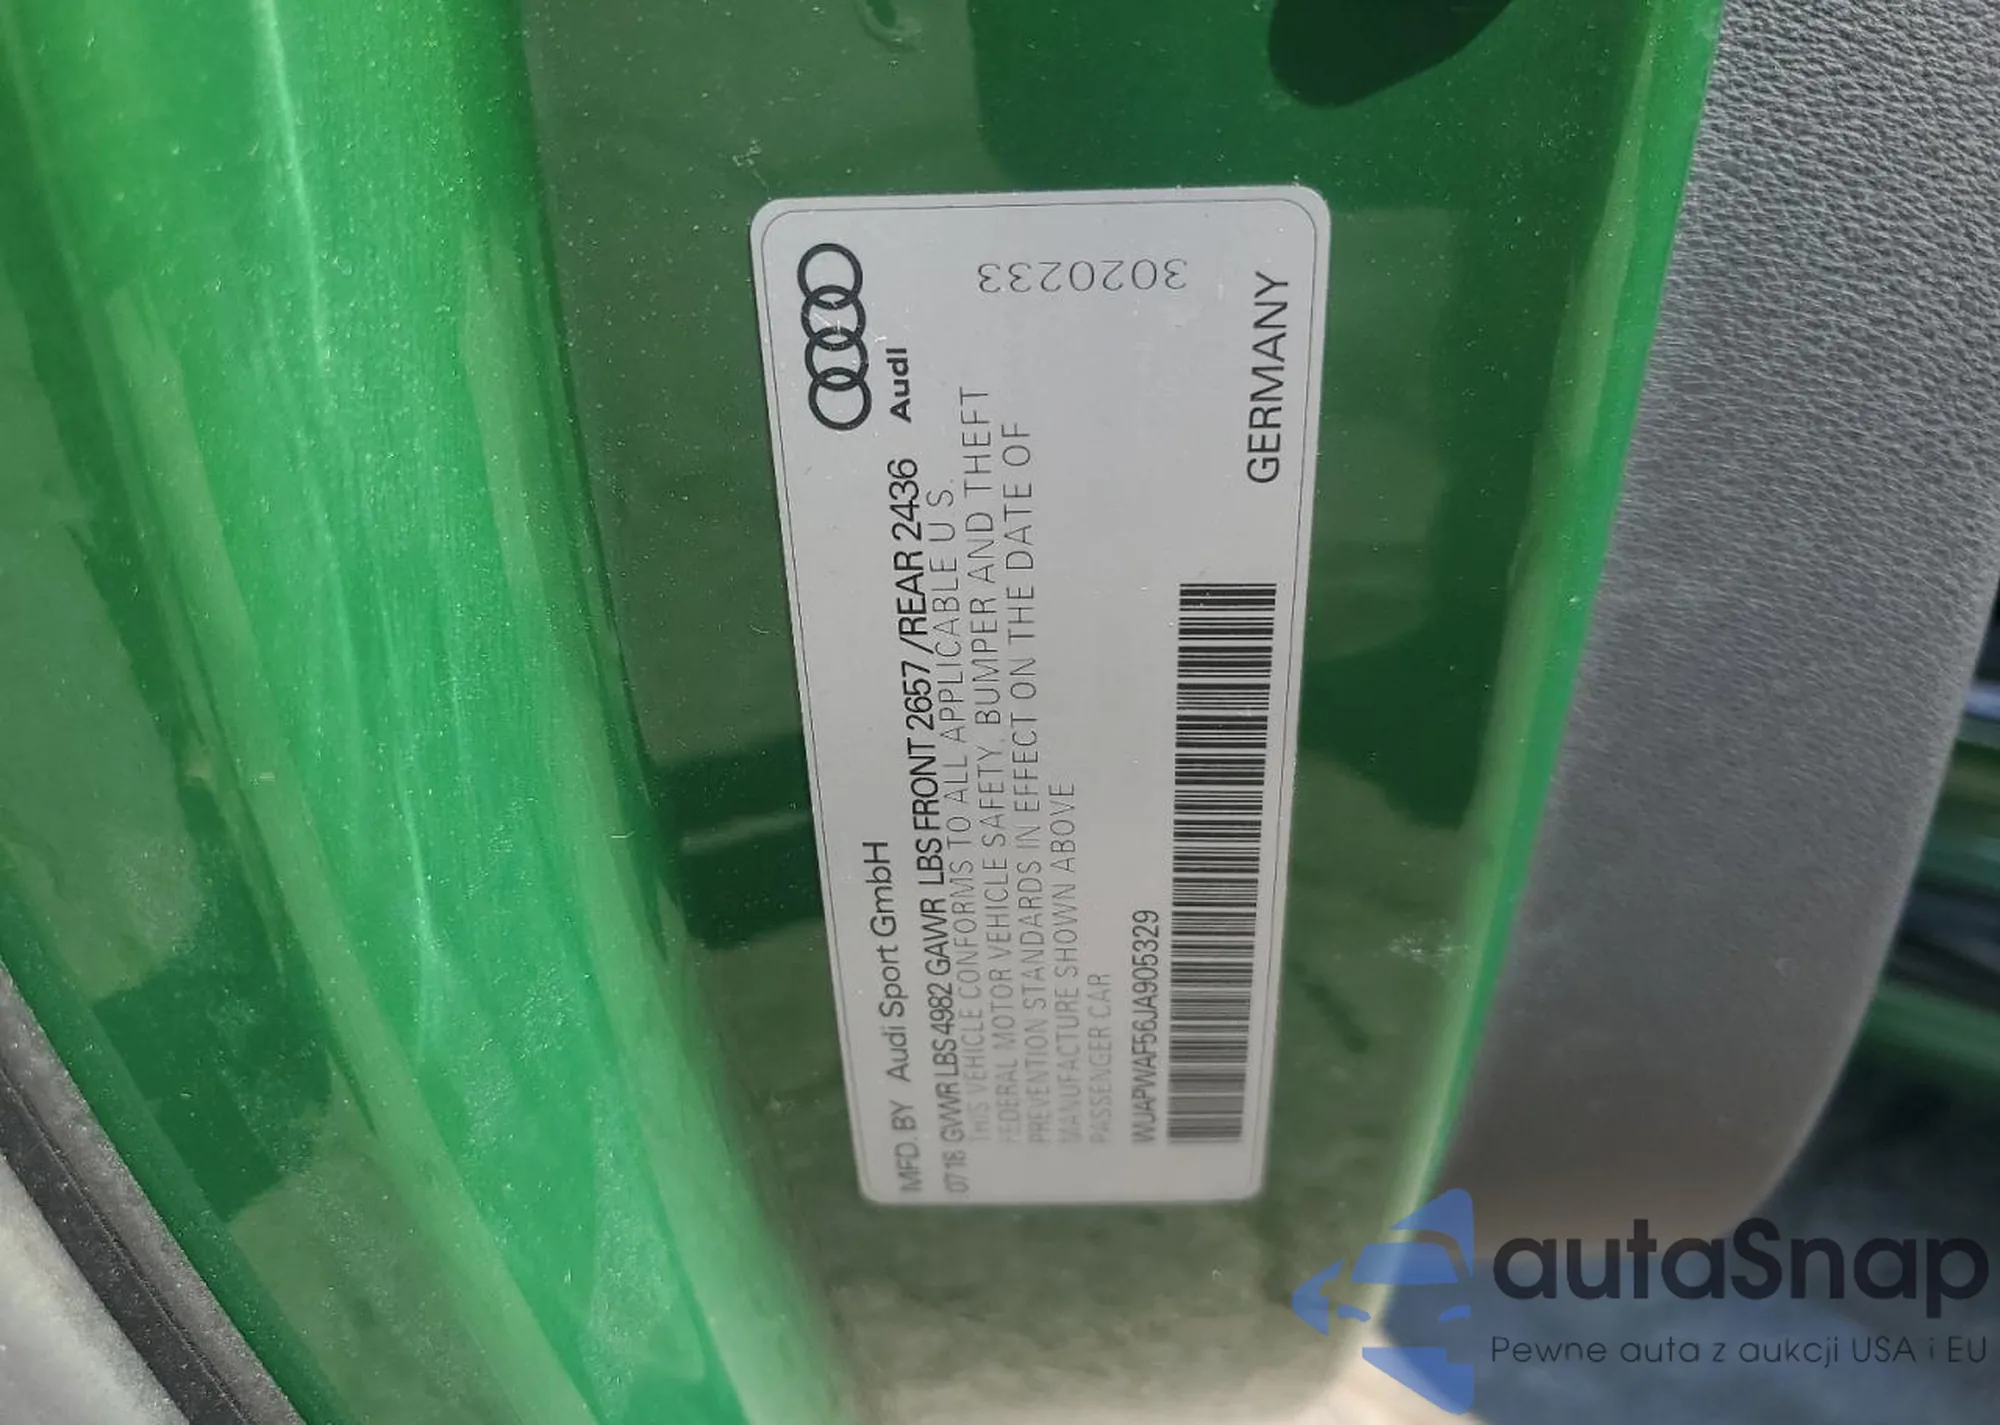 Audi
3020233
MFD. BY Audi Sport GmbH
07 18 GVWR LBS 4982 GAWR LBS FRONT 2657 /REAR 2436
THIS VEHICLE CONFORMS TO ALL APPLICABLE U S.
FEDERAL MOTOR VEHICLE SAFETY, BUMPER AND THEFT
PREVENTION STANDARDS IN EFFECT ON THE DATE OF
MANUFACTURE SHOWN ABOVE
PASSENGER CAR
WUAPWAF56JA905329
GERMANY
autaSnap
Pewne auta z aukcji USA i EU